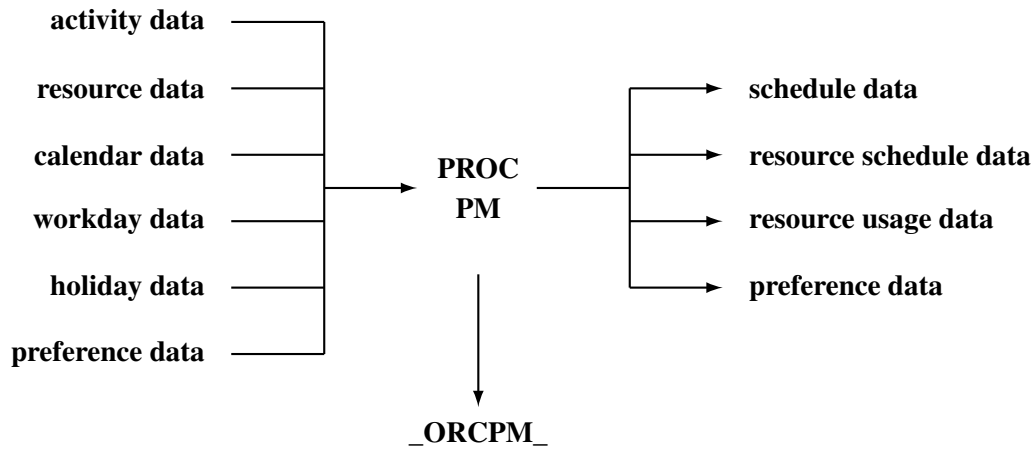 activity data
resource data
calendar data
workday data
holiday data
preference data
PROC
PM
schedule data
resource schedule data
resource usage data
preference data
_ORCPM_